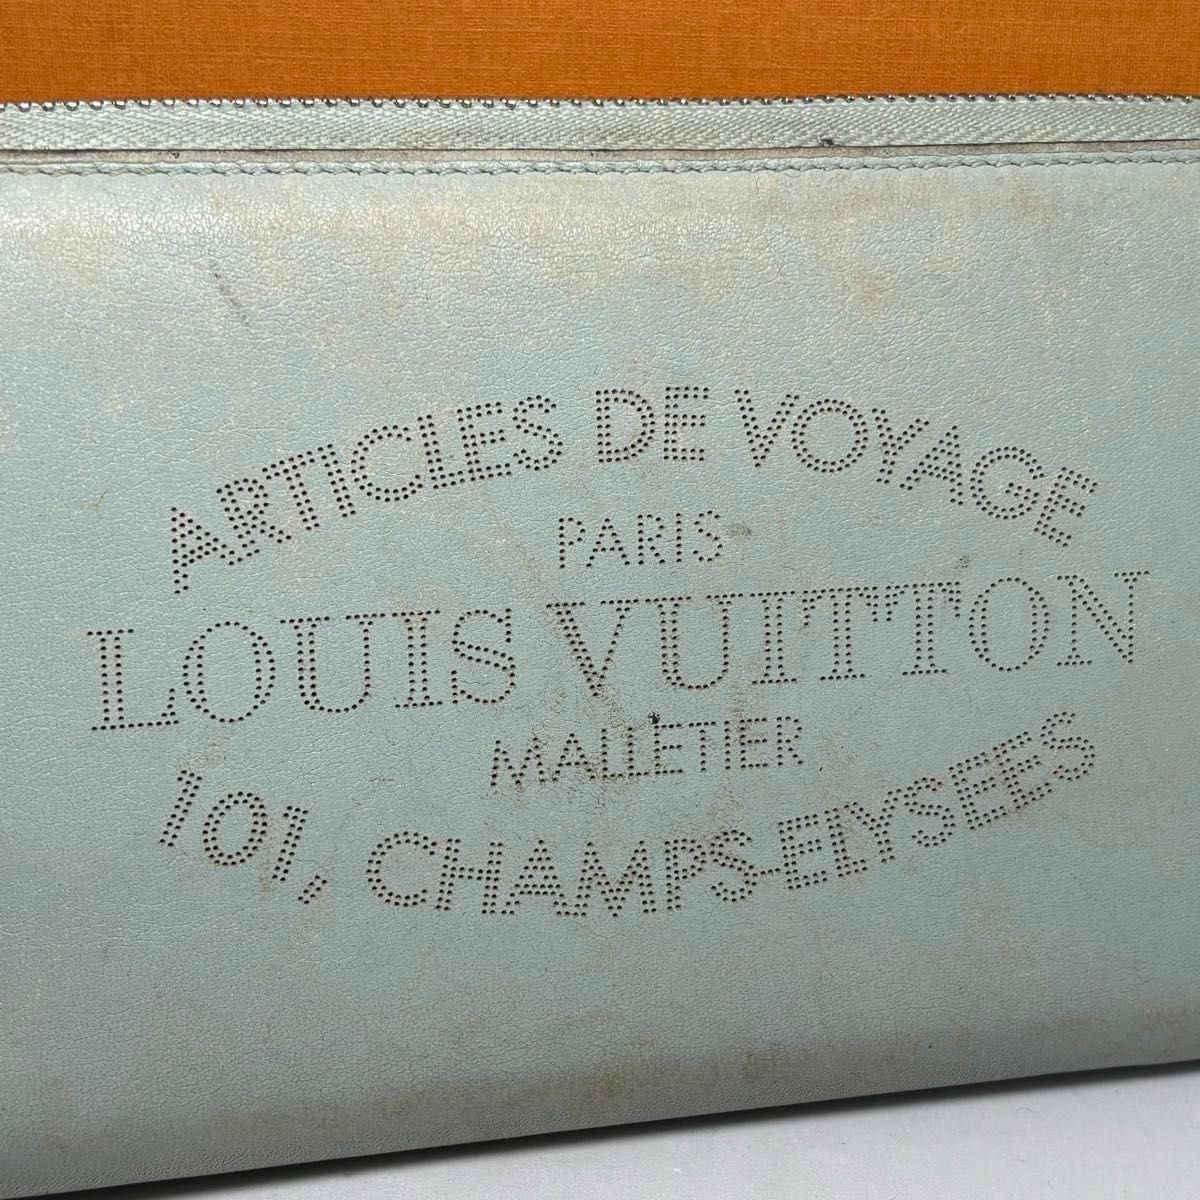 ARTICLES DE VOYAGE
PARIS
LOUIS VUITTON
MALLETIER
101, CHAMPS-ELYSEES